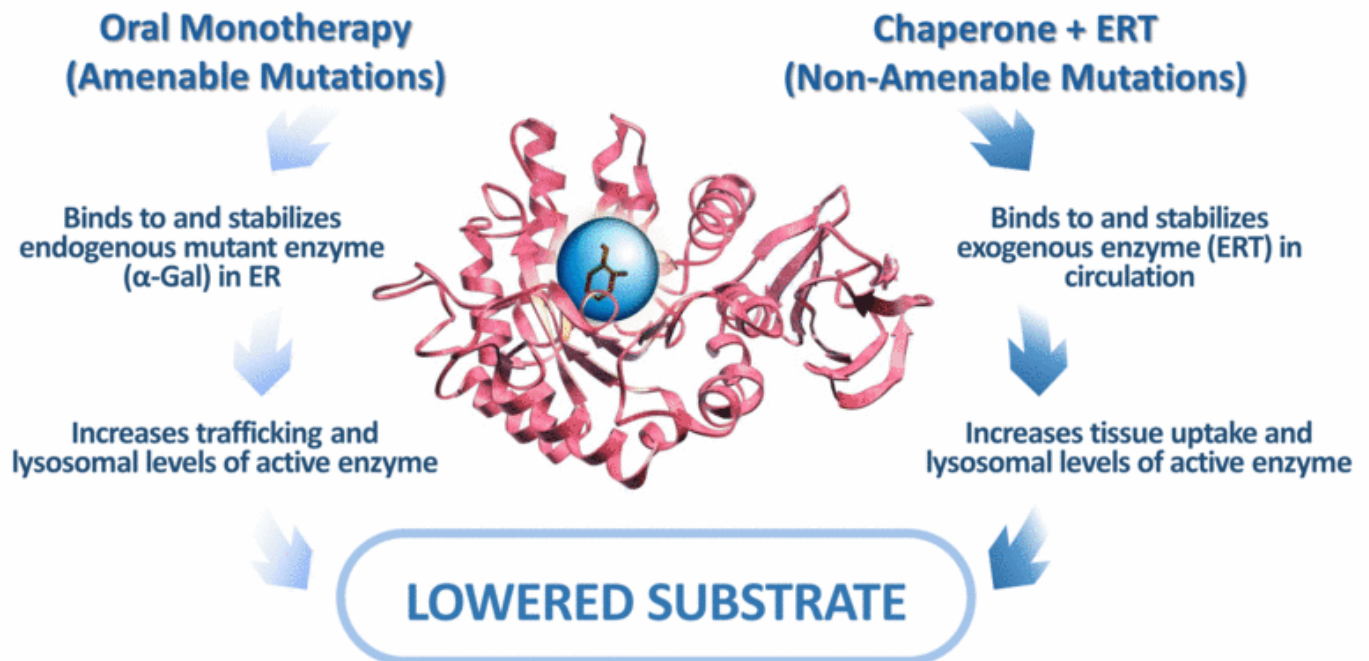 Oral Monotherapy
(Amenable Mutations)
Binds to and stabilizes
endogenous mutant enzyme
(α-Gal) in ER
Increases trafficking and
lysosomal levels of active enzyme
Chaperone + ERT
(Non-Amenable Mutations)
Binds to and stabilizes
exogenous enzyme (ERT) in
circulation
Increases tissue uptake and
lysosomal levels of active enzyme
LOWERED SUBSTRATE